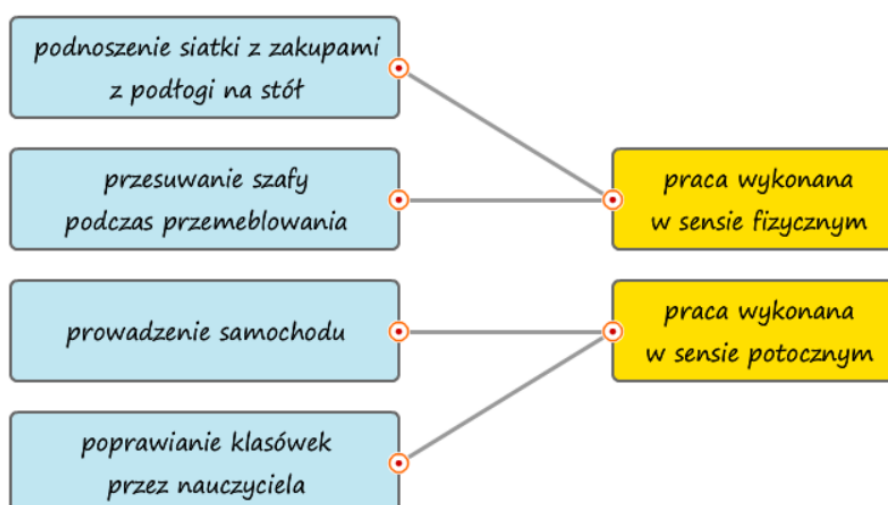 podnoszenie siatki z zakupami
z podłogi na stół
przesuwanie szafy
podczas przemeblowania
praca wykonana
w sensie fizycznym
prowadzenie samochodu
praca wykonana
w sensie potocznym
poprawianie klasówek
przez nauczyciela